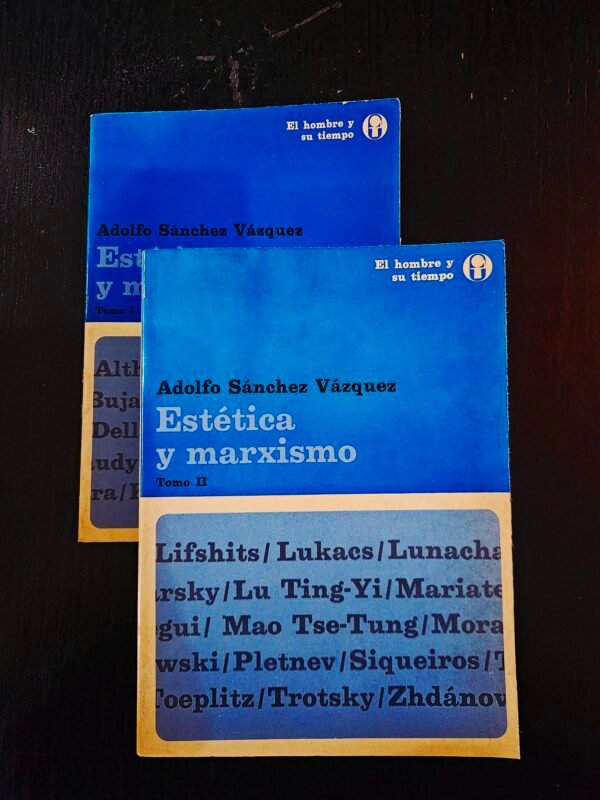 El hombre y
su tiempo
Adolfo Sánchez Vázquez
y m
Tomo I
Alth
Buja
Dell
udy
ra/
El hombre y
su tiempo
Adolfo Sánchez Vázquez
Estética
y marxismo
Tomo II
Lifshits/Lukacs/Lunacha
rsky/Lu Ting-Yi/Mariate
gui/ Mao Tse-Tung/Mora
wski/Pletnev/Siqueiros/T
Toeplitz/Trotsky/Zhdánov